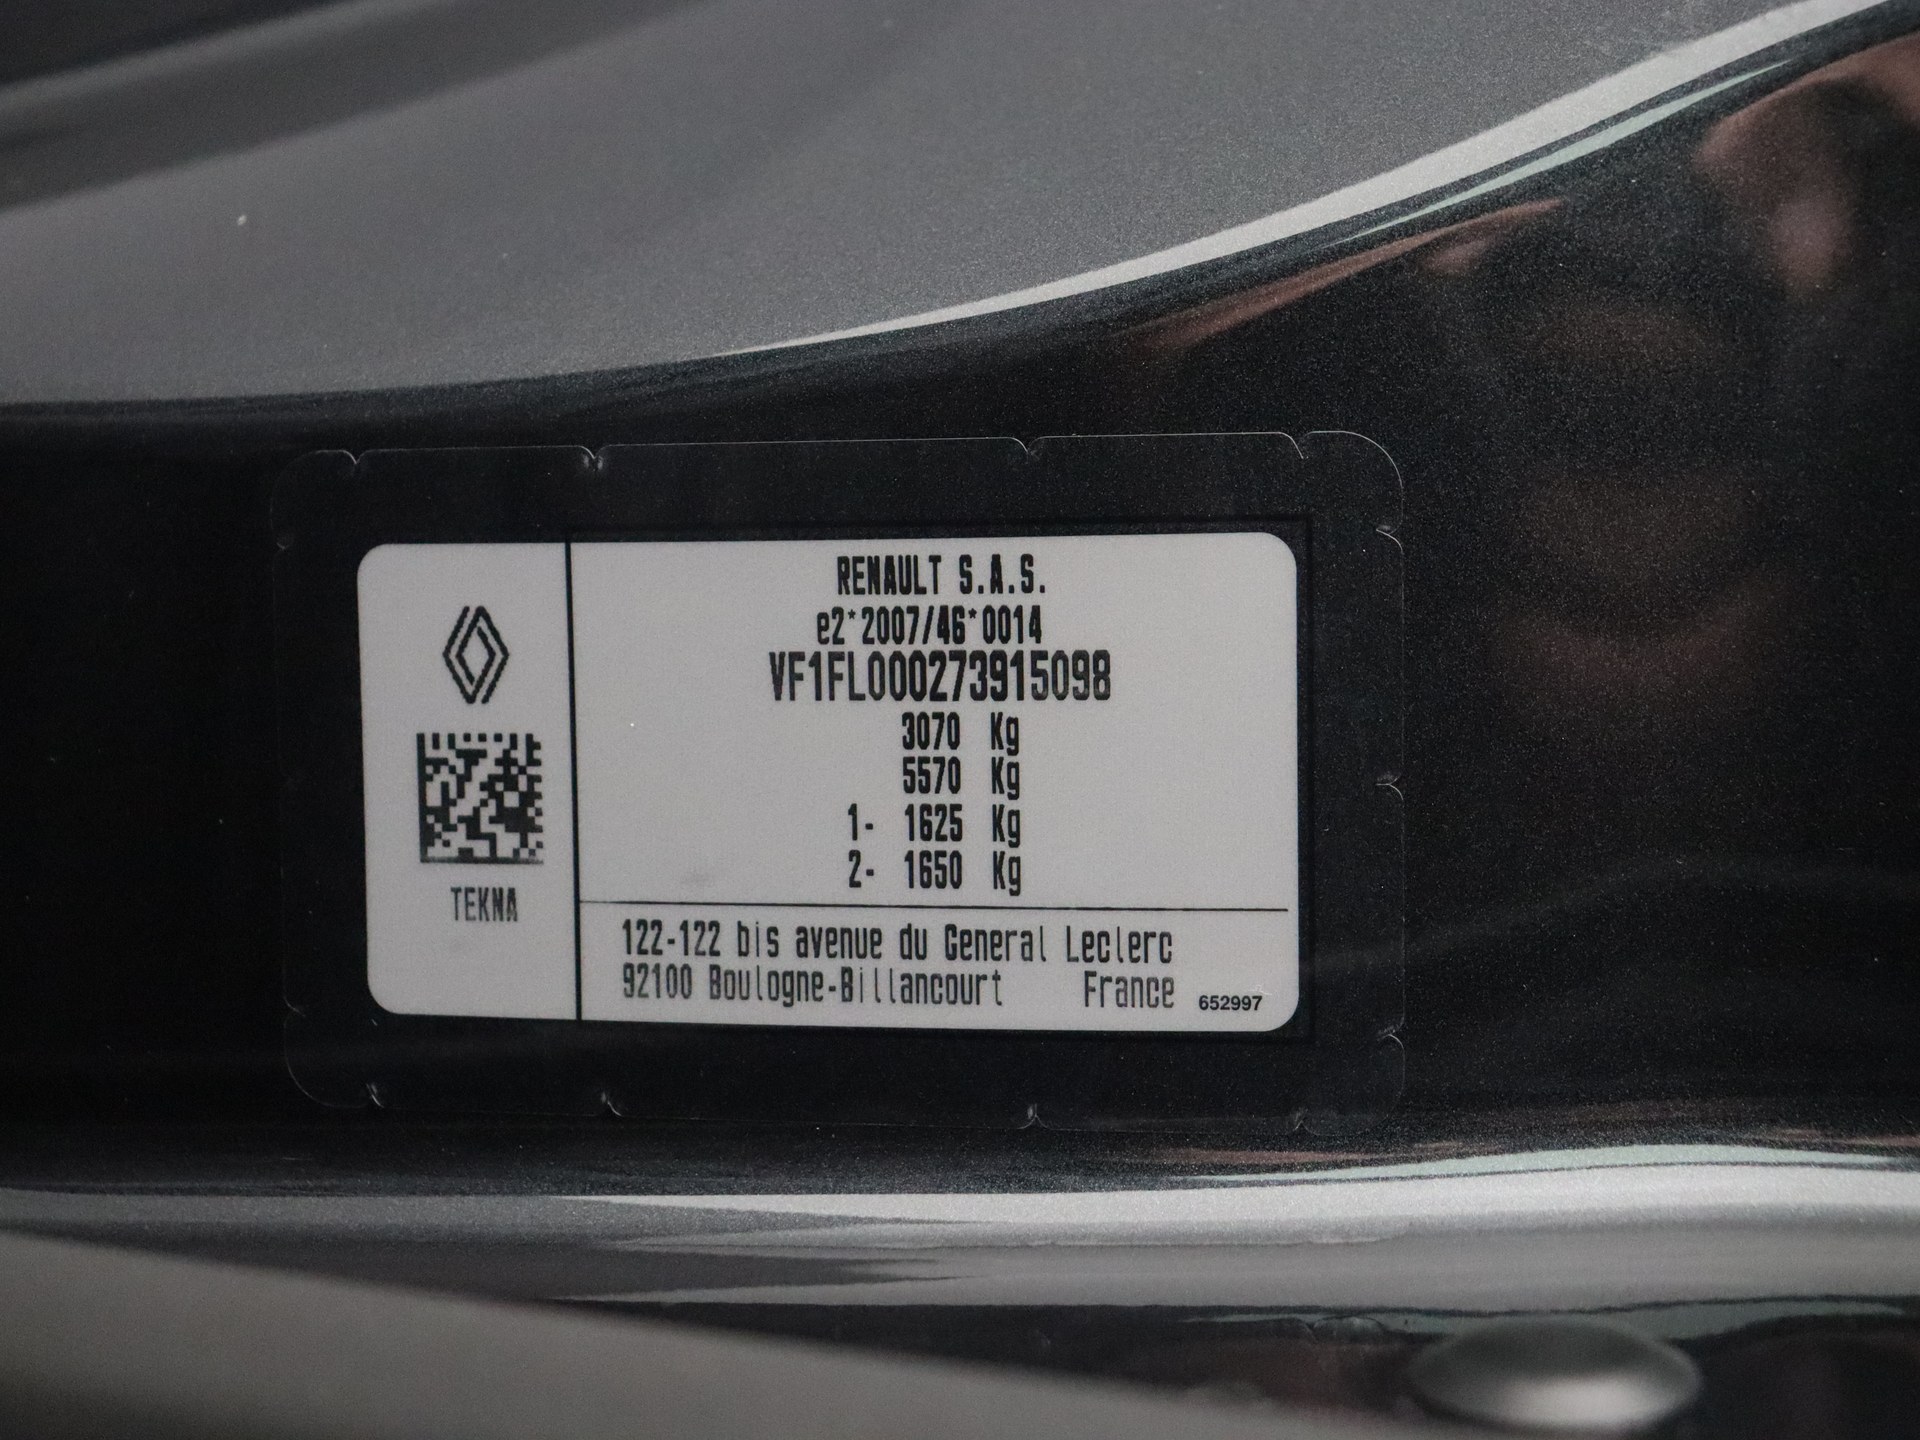 RENAULT S.A.S.
e2*2007/46*0014
VF1FL000273915098
3070 Kg
5570 Kg
1- 1625 Kg
2- 1650 Kg
TEKNA
122-122 bis avenue du General Leclerc
92100 Boulogne-Billancourt France 652997